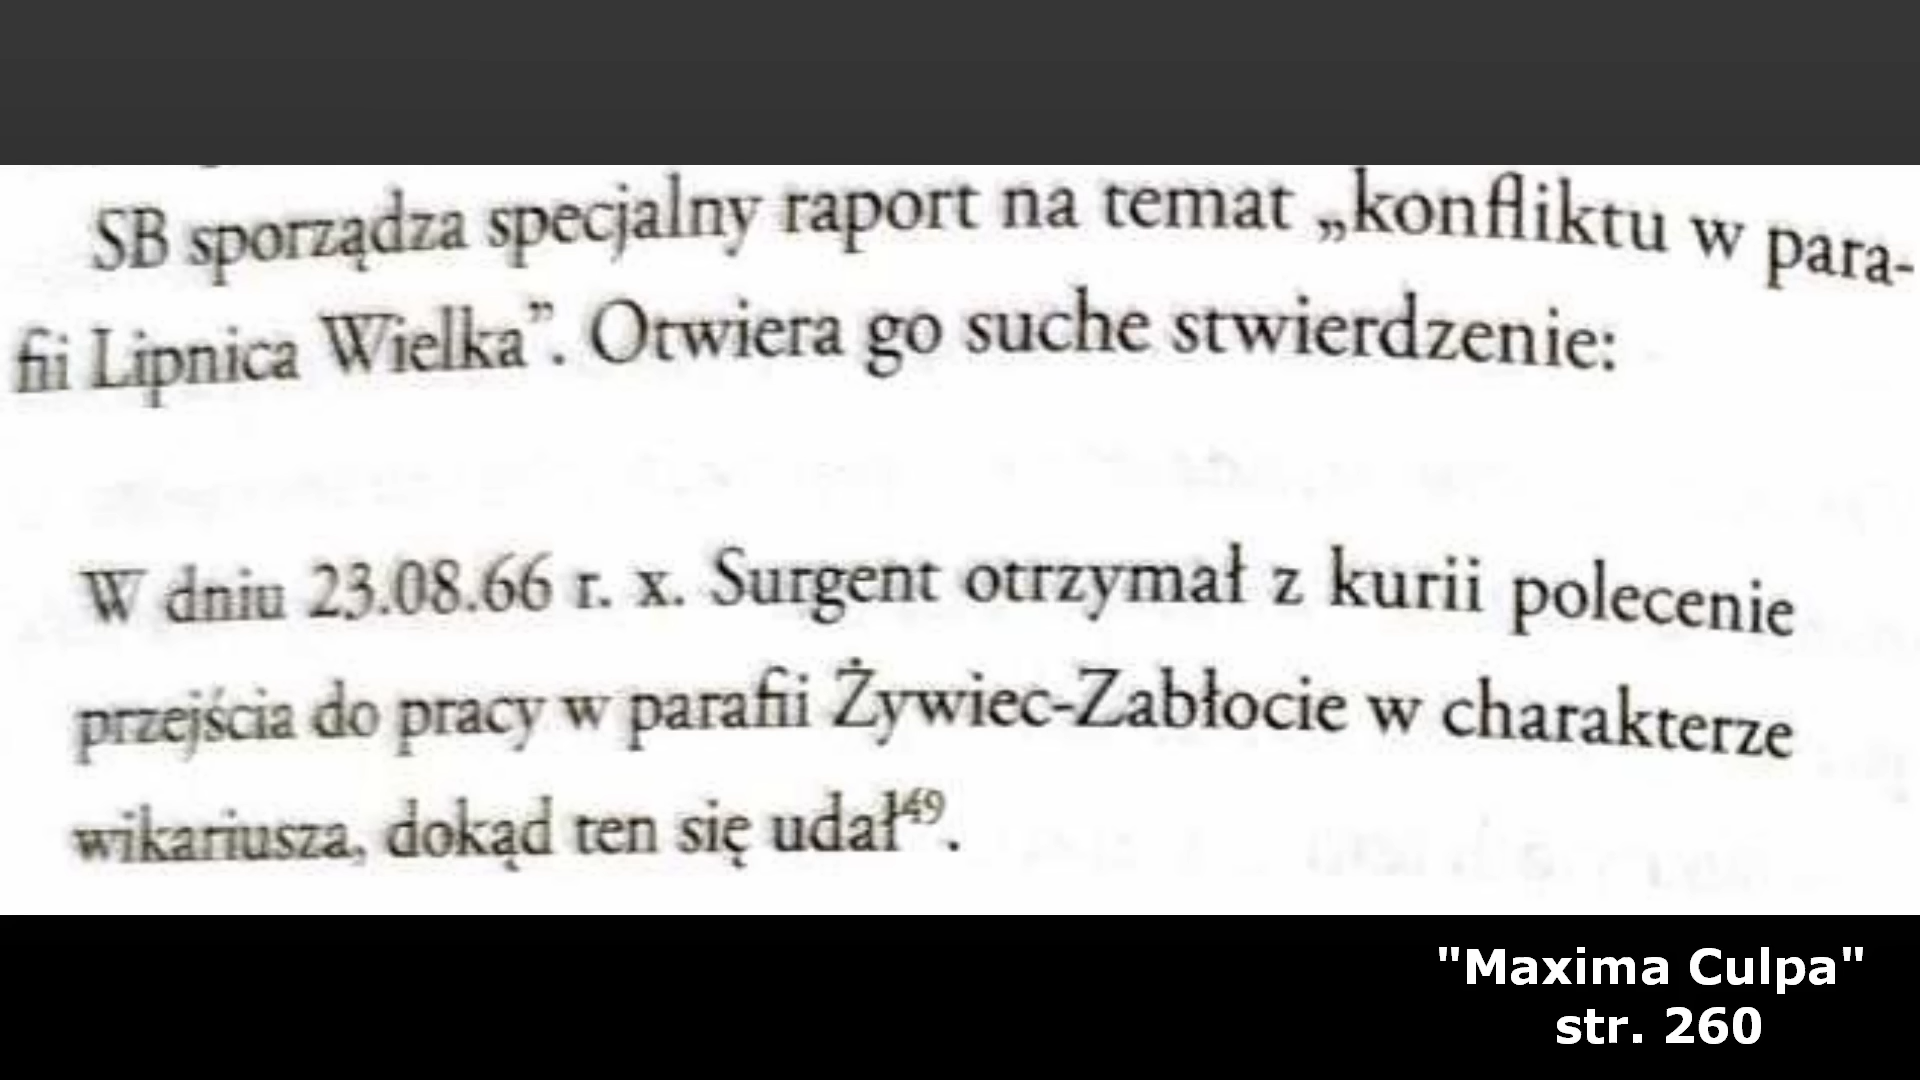 SB sporządza specjalny raport na temat „konfliktu w para-
fii Lipnica Wielka”. Otwiera go suche stwierdzenie:
W dniu 23.08.66 r. x. Surgent otrzymał z kurii polecenie
przejścia do pracy w parafii Żywiec-Zabłocie w charakterze
wikariusza, dokąd ten się udał⁴⁹.
"Maxima Culpa"
str. 260